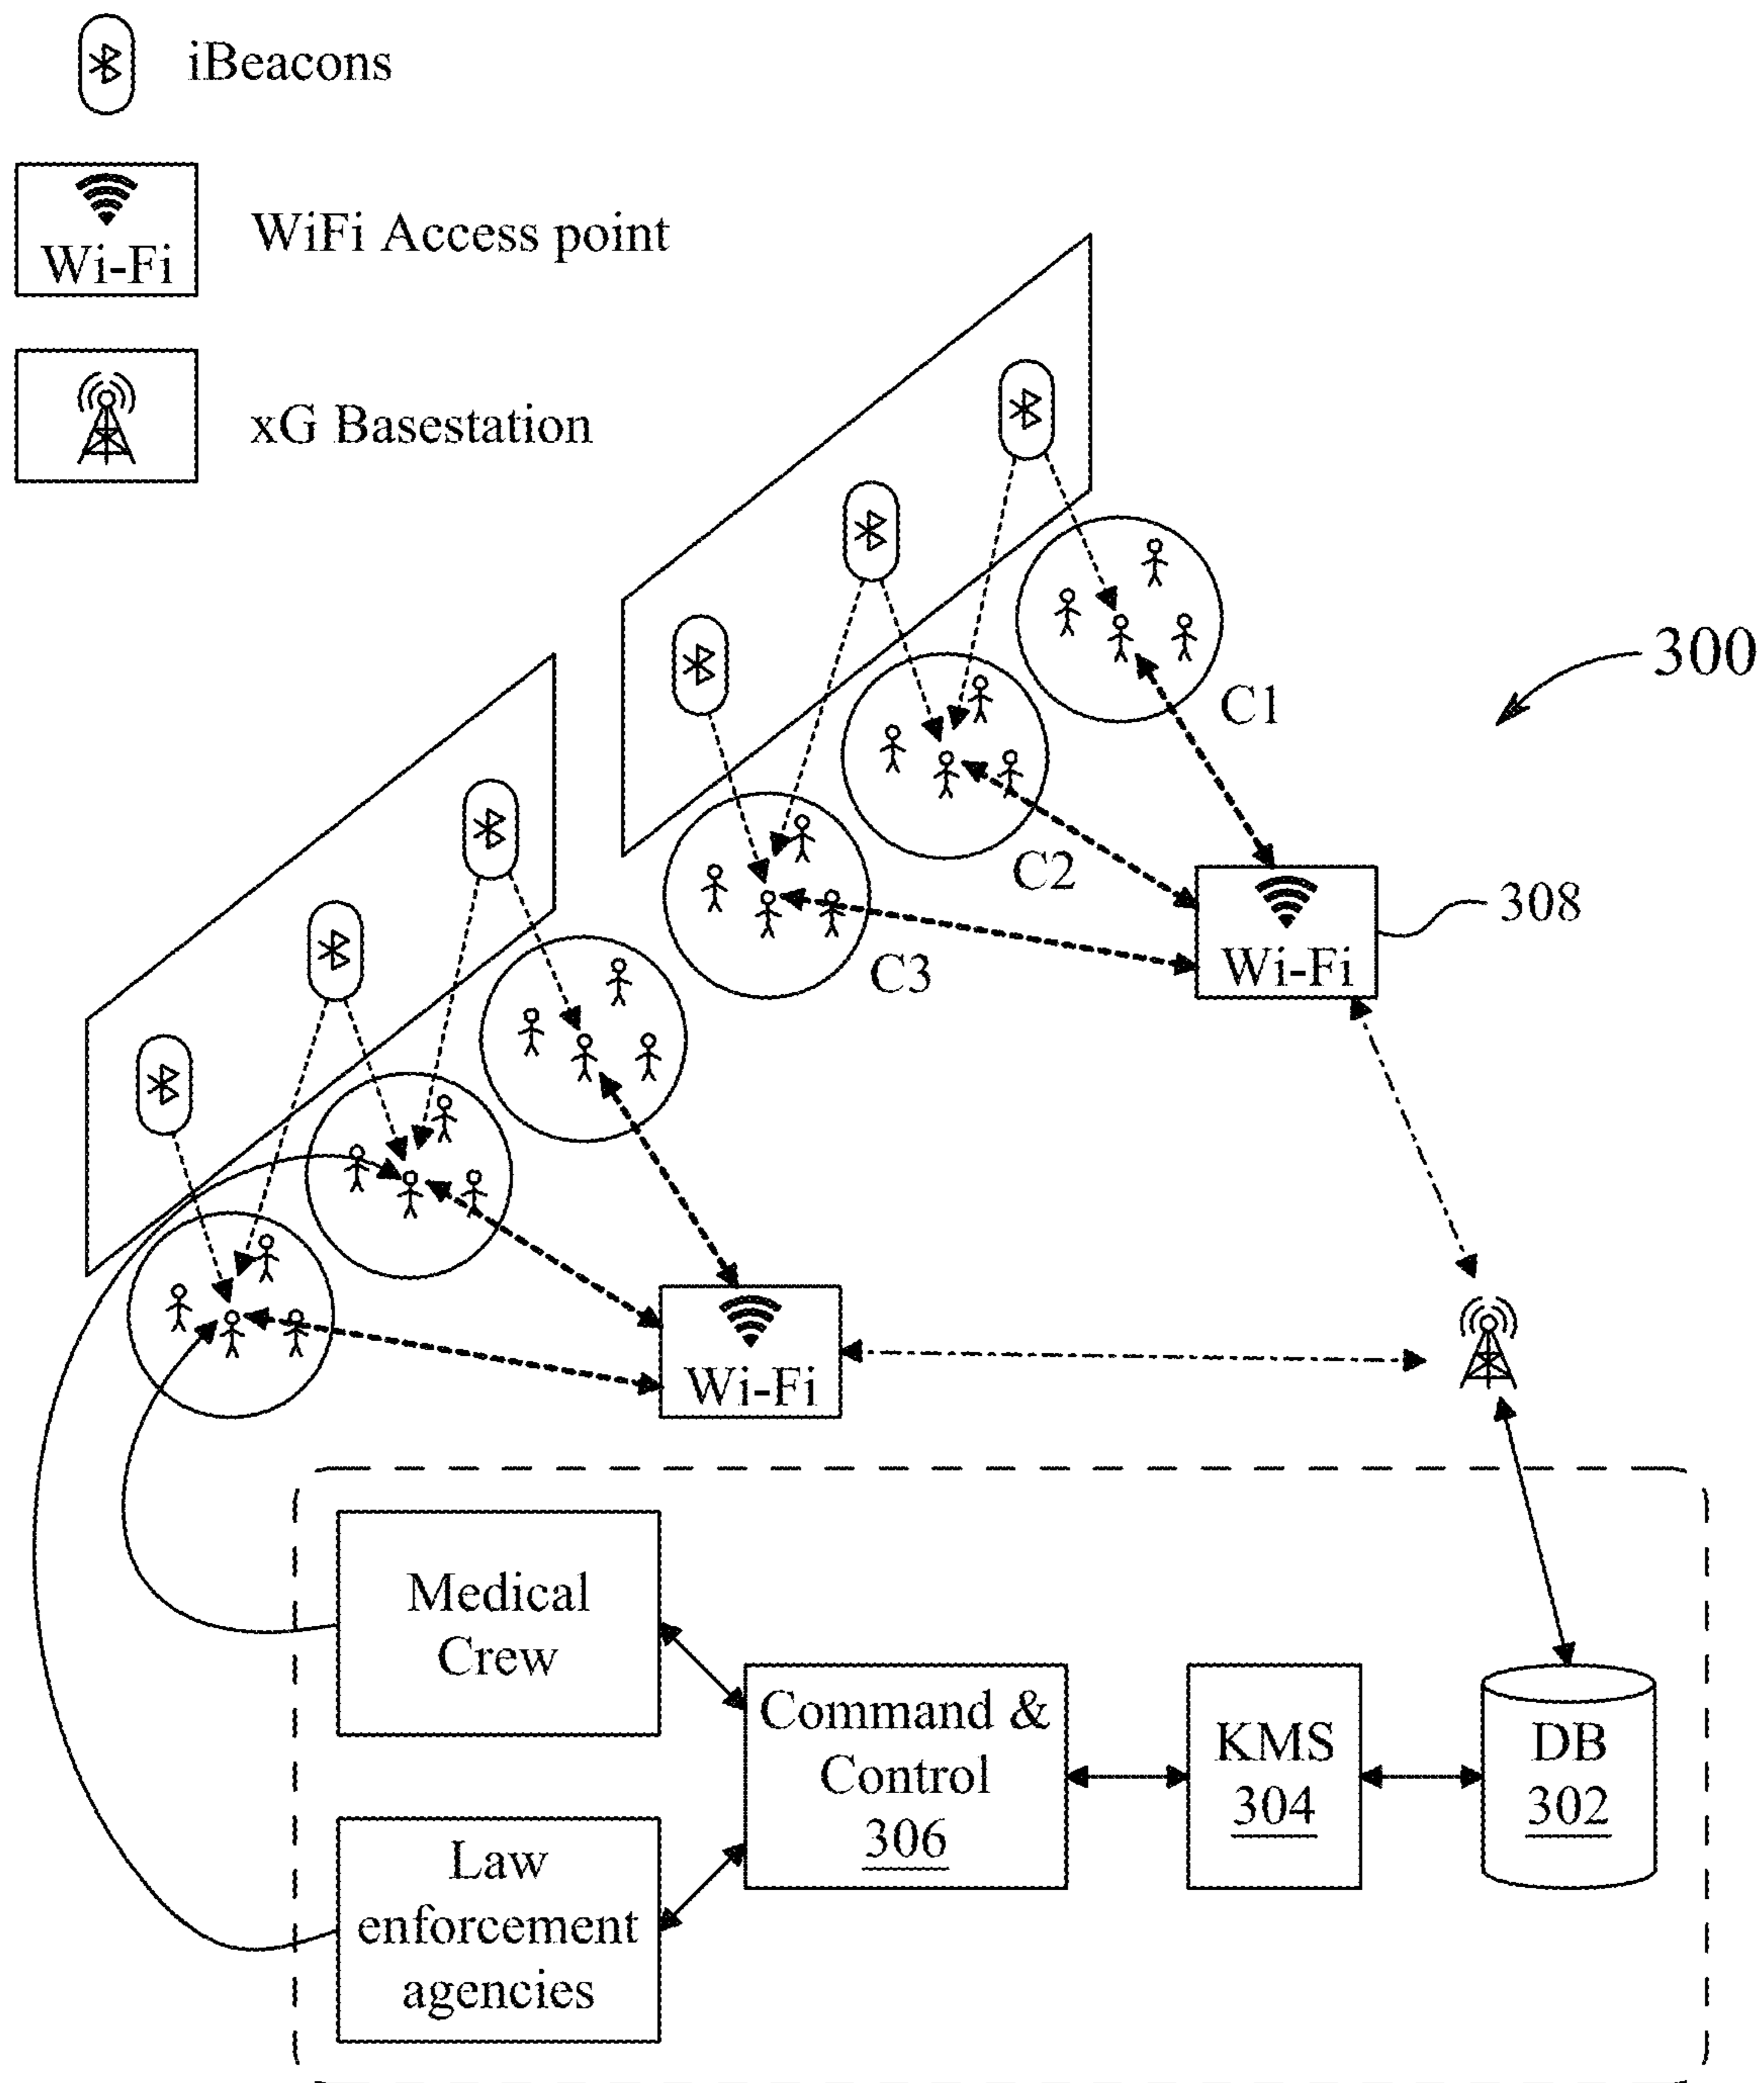 iBeacons
Wi-Fi
WiFi Access point
xG Basestation
300
C1
C2
C3
Wi-Fi
308
Wi-Fi
Medical
Crew
Command &
Control
306
KMS
304
DB
302
Law
enforcement
agencies